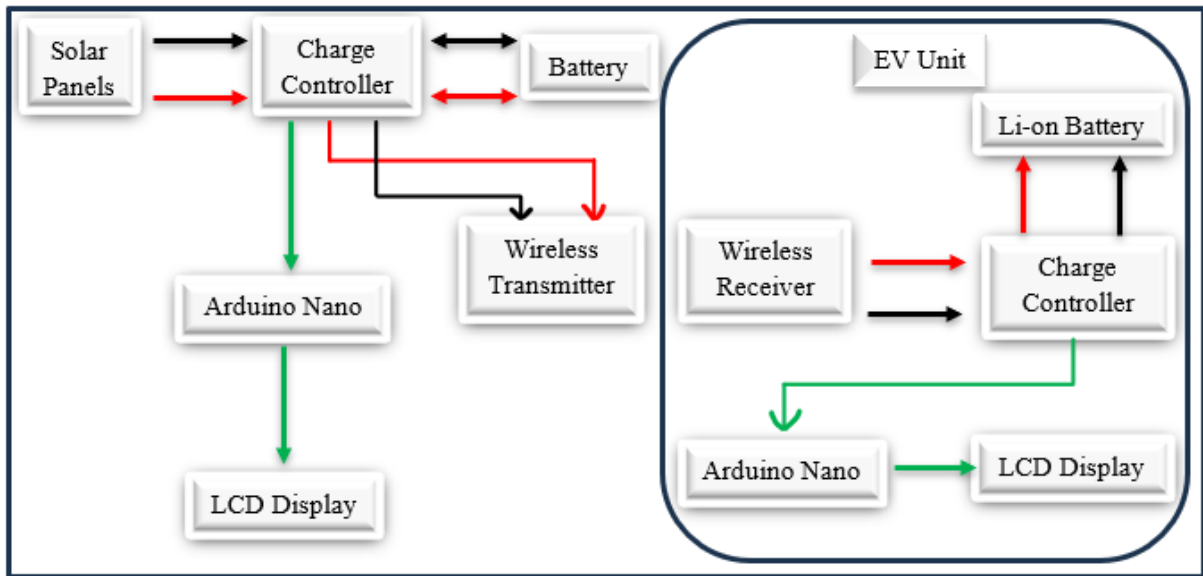 Solar
Panels
Charge
Controller
Battery
Wireless
Transmitter
Arduino Nano
LCD Display
EV Unit
Li-on Battery
Wireless
Receiver
Charge
Controller
Arduino Nano
LCD Display